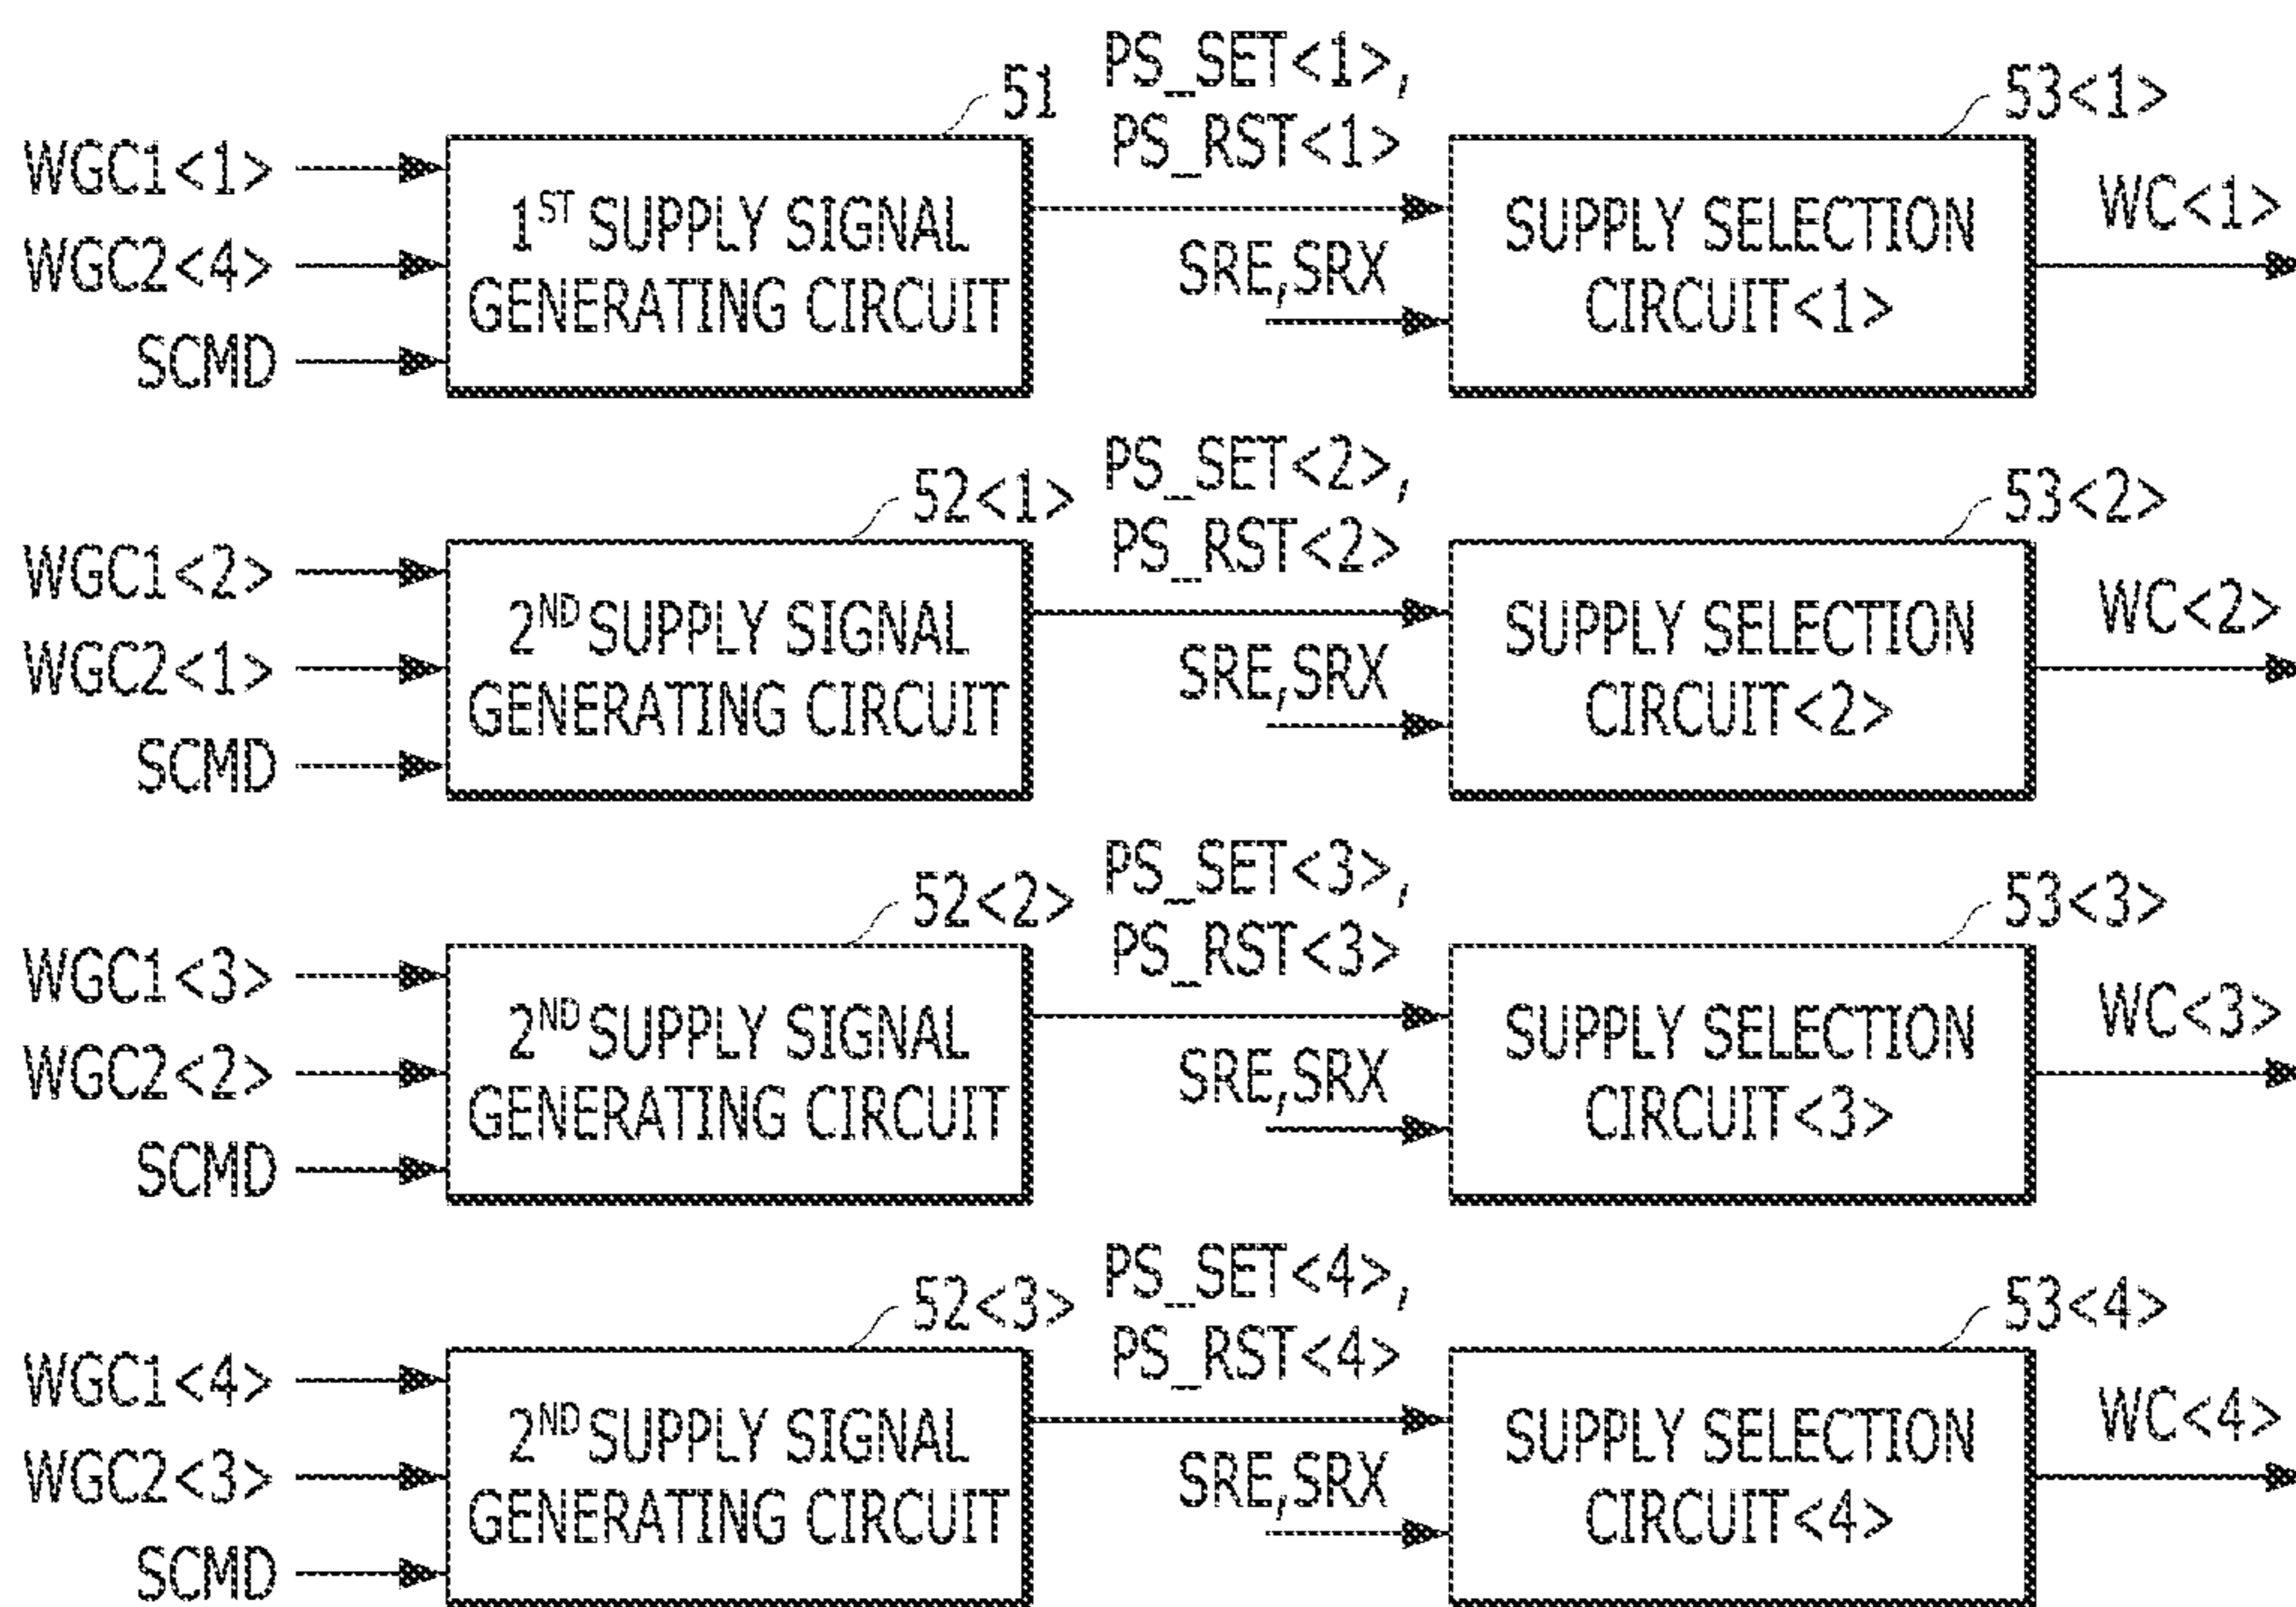 51
PS_SET<1>,
PS_RST<1>
53<1>
WGC1<1>
WGC2<4>
SCMD
1ST SUPPLY SIGNAL
GENERATING CIRCUIT
SRE,SRX
SUPPLY SELECTION
CIRCUIT<1>
WC<1>
52<1>
PS_SET<2>,
PS_RST<2>
53<2>
WGC1<2>
WGC2<1>
SCMD
2ND SUPPLY SIGNAL
GENERATING CIRCUIT
SRE,SRX
SUPPLY SELECTION
CIRCUIT<2>
WC<2>
52<2>
PS_SET<3>,
PS_RST<3>
53<3>
WGC1<3>
WGC2<2>
SCMD
2ND SUPPLY SIGNAL
GENERATING CIRCUIT
SRE,SRX
SUPPLY SELECTION
CIRCUIT<3>
WC<3>
52<3>
PS_SET<4>,
PS_RST<4>
53<4>
WGC1<4>
WGC2<3>
SCMD
2ND SUPPLY SIGNAL
GENERATING CIRCUIT
SRE,SRX
SUPPLY SELECTION
CIRCUIT<4>
WC<4>